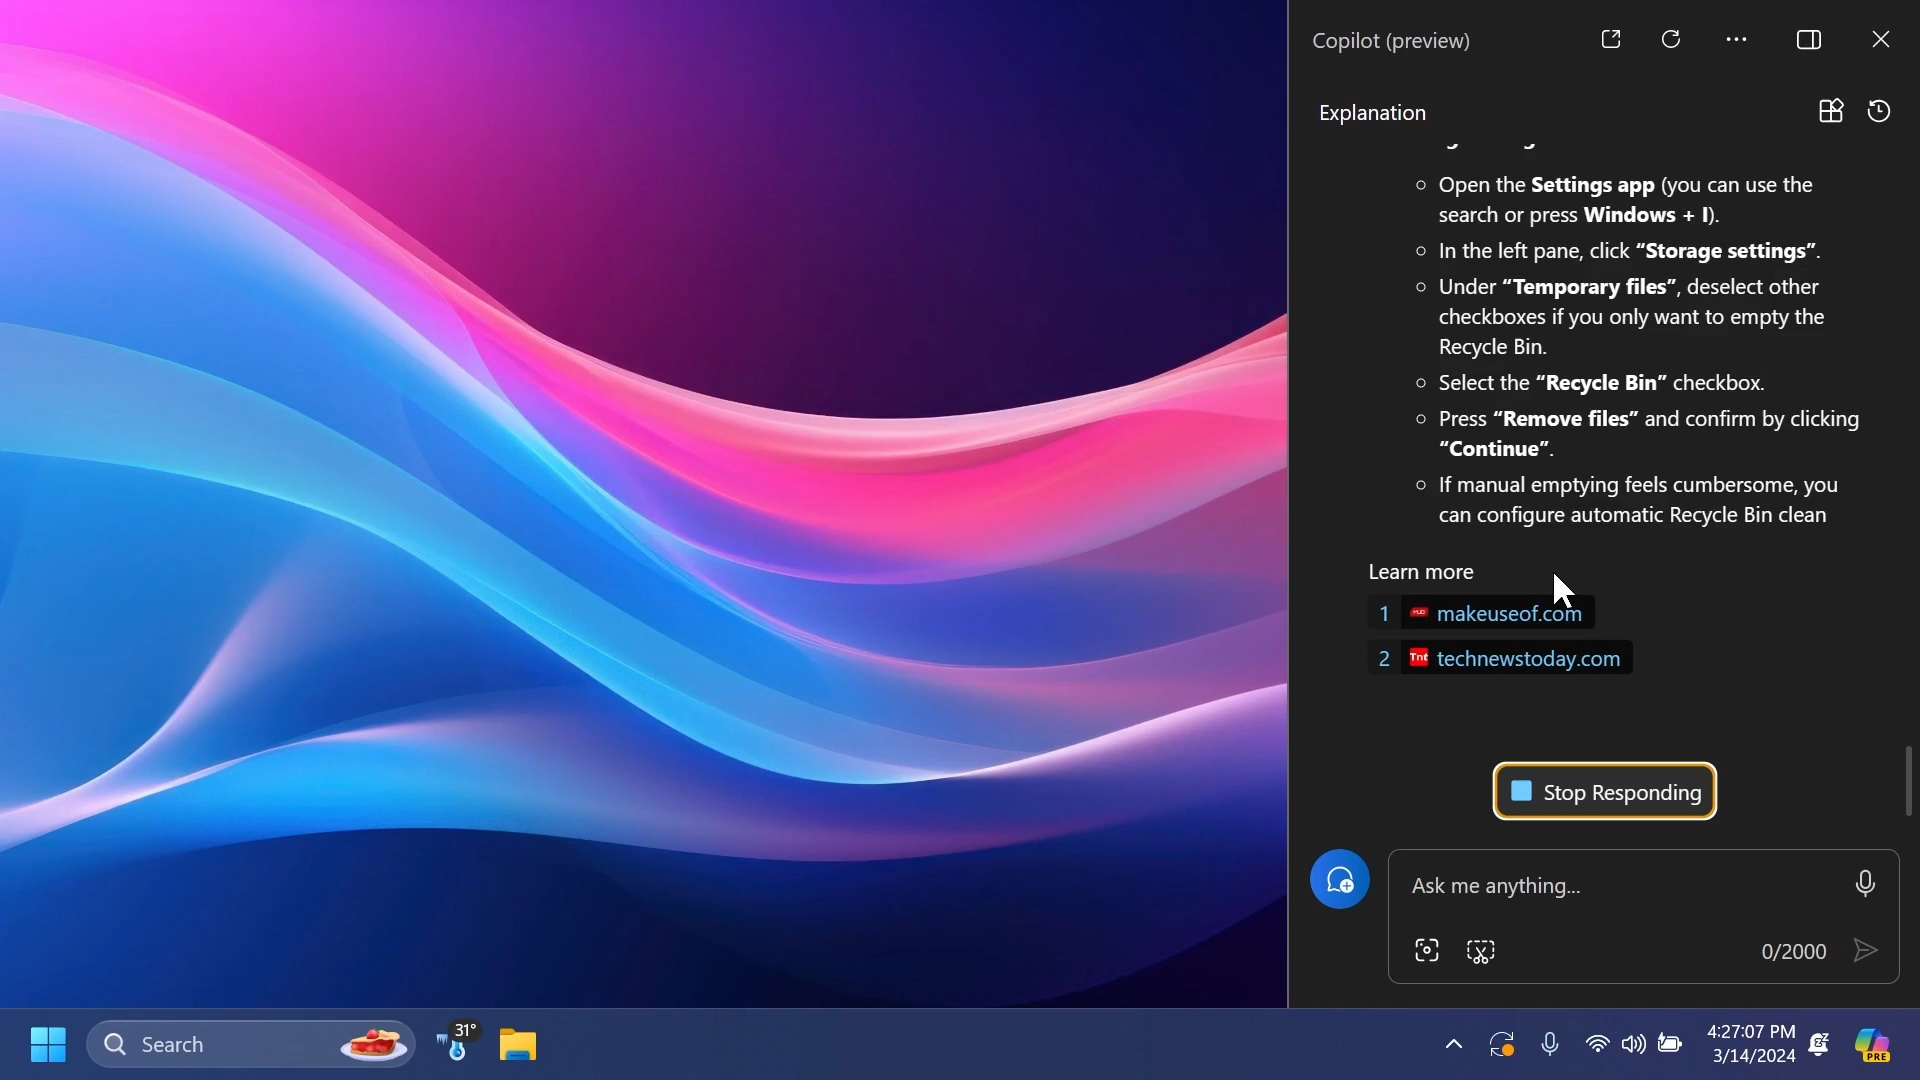 Copilot (preview)
Explanation
Open the Settings app (you can use the
search or press Windows + I).
In the left pane, click “Storage settings”.
Under “Temporary files”, deselect other
checkboxes if you only want to empty the
Recycle Bin.
Select the “Recycle Bin” checkbox.
Press “Remove files” and confirm by clicking
“Continue”.
If manual emptying feels cumbersome, you
can configure automatic Recycle Bin clean
Learn more
1 MUO makeuseof.com
2 Tnt technewstoday.com
Stop Responding
Ask me anything...
0/2000
Search
31°
4:27:07 PM
3/14/2024
PRE